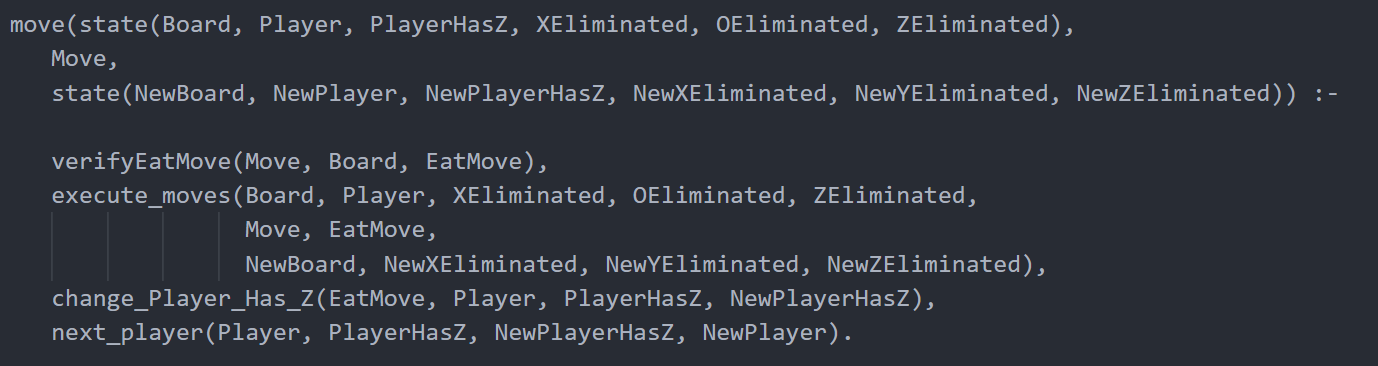 move(state(Board, Player, PlayerHasZ, XEliminated, OEliminated, ZEliminated),
Move,
state(NewBoard, NewPlayer, NewPlayerHasZ, NewXEliminated, NewYEliminated, NewZEliminated)) :-
verifyEatMove(Move, Board, EatMove),
execute_moves(Board, Player, XEliminated, OEliminated, ZEliminated,
Move, EatMove,
NewBoard, NewXEliminated, NewYEliminated, NewZEliminated),
change_Player_Has_Z(EatMove, Player, PlayerHasZ, NewPlayerHasZ),
next_player(Player, PlayerHasZ, NewPlayerHasZ, NewPlayer).